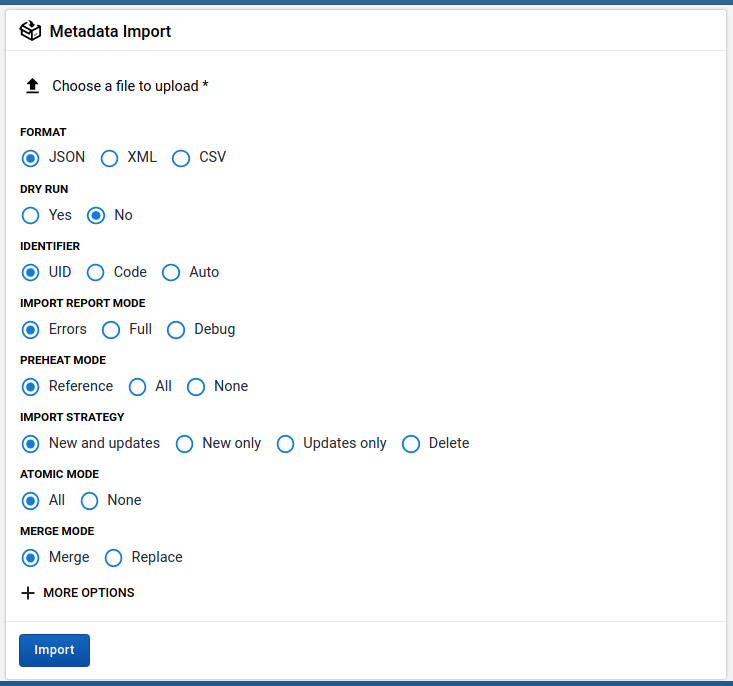 Metadata Import
Choose a file to upload *
FORMAT
JSON XML CSV
DRY RUN
Yes No
IDENTIFIER
UID Code Auto
IMPORT REPORT MODE
Errors Full Debug
PREHEAT MODE
Reference All None
IMPORT STRATEGY
New and updates New only Updates only Delete
ATOMIC MODE
All None
MERGE MODE
Merge Replace
MORE OPTIONS
Import